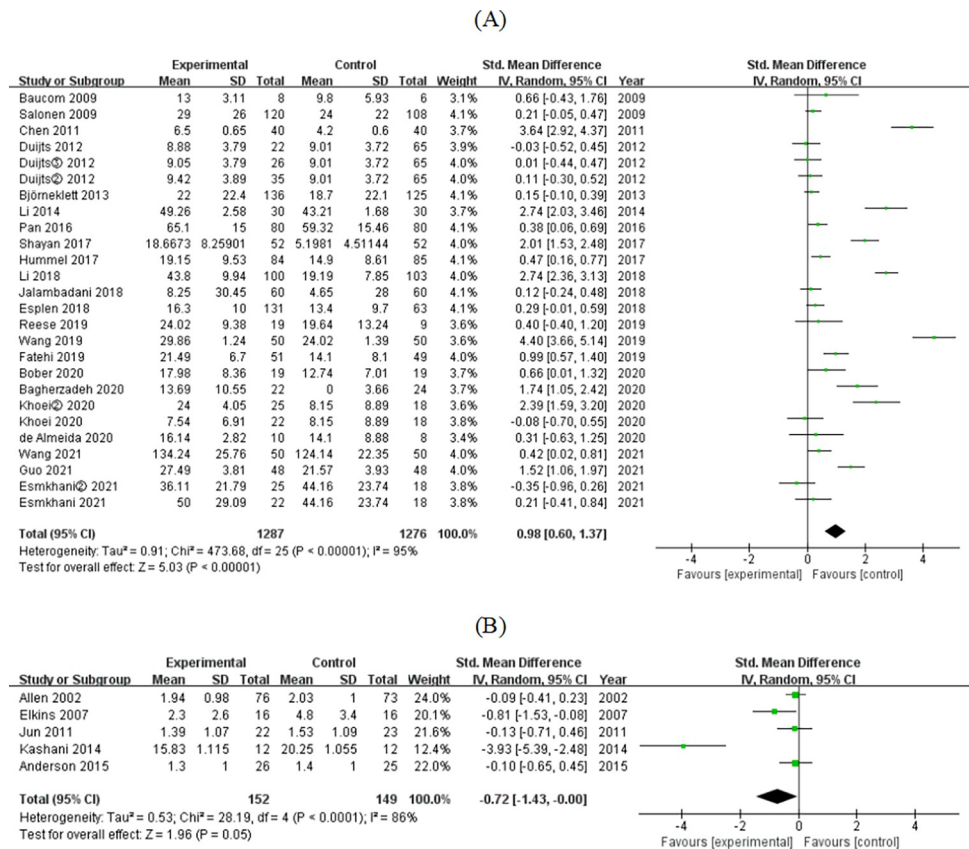 (A)
Experimental Control Std. Mean Difference Std. Mean Difference
Study or Subgroup Mean SD Total Mean SD Total Weight IV, Random, 95% CI Year IV, Random, 95% CI
Baucom 2009 13 3.11 8 9.8 5.93 6 3.1% 0.66 [-0.43, 1.76] 2009
Salonen 2009 29 26 120 24 22 108 4.1% 0.21 [-0.05, 0.47] 2009
Chen 2011 6.5 0.65 40 4.2 0.6 40 3.6% 3.64 [2.92, 4.37] 2011
Duijts 2012 8.88 3.79 22 9.01 3.72 65 4.0% -0.03 [-0.52, 0.45] 2012
Duijts③ 2012 9.05 3.79 26 9.01 3.72 65 4.0% 0.01 [-0.44, 0.47] 2012
Duijts② 2012 9.42 3.89 35 9.01 3.72 65 4.0% 0.11 [-0.30, 0.52] 2012
Björneklett 2013 22 22.4 136 18.7 22.1 125 4.1% 0.15 [-0.10, 0.39] 2013
Li 2014 49.26 2.58 30 43.21 1.68 30 3.7% 2.74 [2.03, 3.46] 2014
Pan 2016 65.1 15 80 59.32 15.46 80 4.1% 0.38 [0.06, 0.69] 2016
Shayan 2017 18.6673 8.25901 52 5.1981 4.51144 52 3.9% 2.01 [1.53, 2.48] 2017
Hummel 2017 19.15 9.53 84 14.9 8.61 85 4.1% 0.47 [0.16, 0.77] 2017
Li 2018 43.8 9.94 100 19.19 7.85 103 4.0% 2.74 [2.36, 3.13] 2018
Jalambadani 2018 8.25 30.45 60 4.65 28 60 4.1% 0.12 [-0.24, 0.48] 2018
Esplen 2018 16.3 10 131 13.4 9.7 63 4.1% 0.29 [-0.01, 0.59] 2018
Reese 2019 24.02 9.38 19 19.64 13.24 9 3.6% 0.40 [-0.40, 1.20] 2019
Wang 2019 29.86 1.24 50 24.02 1.39 50 3.6% 4.40 [3.66, 5.14] 2019
Fatehi 2019 21.49 6.7 51 14.1 8.1 49 4.0% 0.99 [0.57, 1.40] 2019
Bober 2020 17.98 8.36 19 12.74 7.01 19 3.8% 0.66 [0.01, 1.32] 2020
Bagherzadeh 2020 13.69 10.55 22 0 3.66 24 3.7% 1.74 [1.05, 2.42] 2020
Khoei② 2020 24 4.05 25 8.15 8.89 18 3.6% 2.39 [1.59, 3.20] 2020
Khoei 2020 7.54 6.91 22 8.15 8.89 18 3.8% -0.08 [-0.70, 0.55] 2020
de Almeida 2020 16.14 2.82 10 14.1 8.88 8 3.4% 0.31 [-0.63, 1.25] 2020
Wang 2021 134.24 25.76 50 124.14 22.35 50 4.0% 0.42 [0.02, 0.81] 2021
Guo 2021 27.49 3.81 48 21.57 3.93 48 4.0% 1.52 [1.06, 1.97] 2021
Esmkhani② 2021 36.11 21.79 25 44.16 23.74 18 3.8% -0.35 [-0.96, 0.26] 2021
Esmkhani 2021 50 29.09 22 44.16 23.74 18 3.8% 0.21 [-0.41, 0.84] 2021
Total (95% CI) 1287 1276 100.0% 0.98 [0.60, 1.37]
Heterogeneity: Tau² = 0.91; Chi² = 473.68, df = 25 (P < 0.00001); I² = 95%
Test for overall effect: Z = 5.03 (P < 0.00001)
-4 -2 0 2 4
Favours [experimental] Favours [control]
(B)
Experimental Control Std. Mean Difference Std. Mean Difference
Study or Subgroup Mean SD Total Mean SD Total Weight IV, Random, 95% CI Year IV, Random, 95% CI
Allen 2002 1.94 0.98 76 2.03 1 73 24.0% -0.09 [-0.41, 0.23] 2002
Elkins 2007 2.3 2.6 16 4.8 3.4 16 20.1% -0.81 [-1.53, -0.08] 2007
Jun 2011 1.39 1.07 22 1.53 1.09 23 21.5% -0.13 [-0.71, 0.46] 2011
Kashani 2014 15.83 1.115 12 20.25 1.055 12 12.4% -3.93 [-5.39, -2.48] 2014
Anderson 2015 1.3 1 26 1.4 1 25 22.0% -0.10 [-0.65, 0.45] 2015
Total (95% CI) 152 149 100.0% -0.72 [-1.43, -0.00]
Heterogeneity: Tau² = 0.53; Chi² = 28.19, df = 4 (P < 0.0001); I² = 86%
Test for overall effect: Z = 1.96 (P = 0.05)
-4 -2 0 2 4
Favours [experimental] Favours [control]